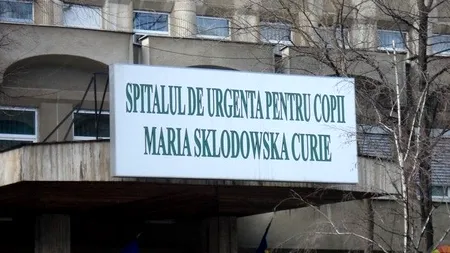 SPITALUL DE URGENTA PENTRU COPII
MARIA SKLODOWSKA CURIE